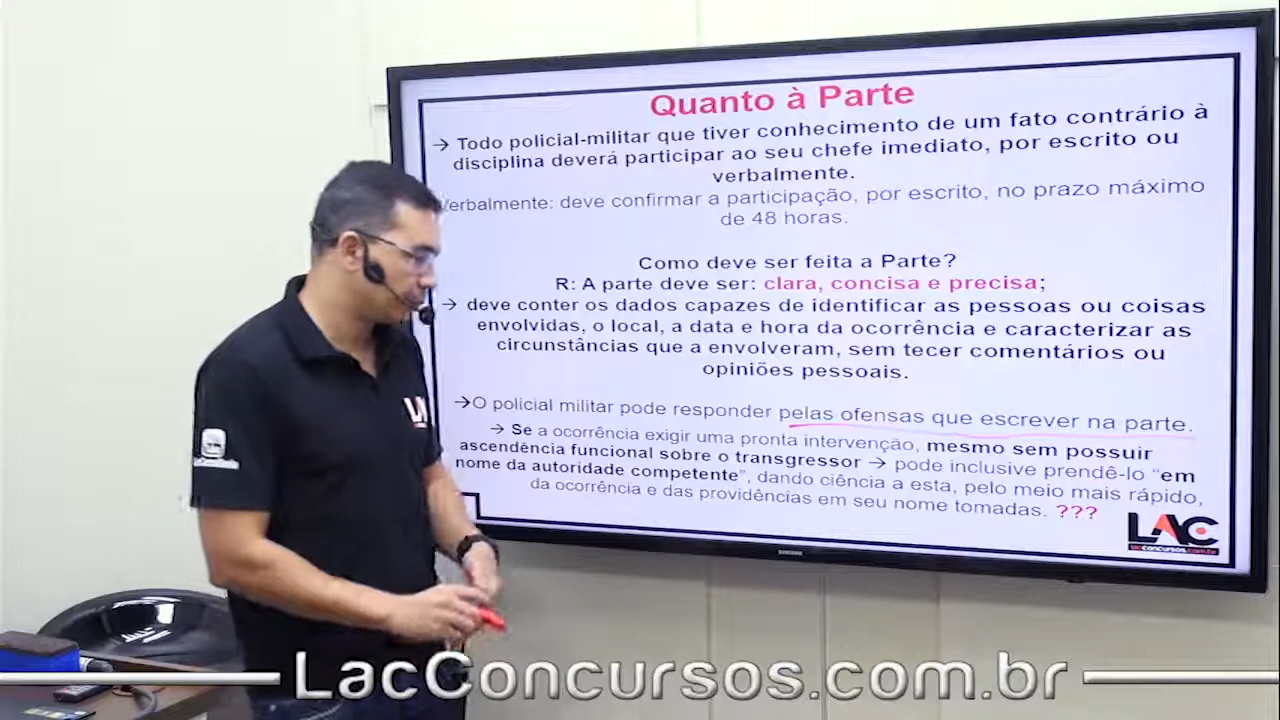 Quanto à Parte
→ Todo policial-militar que tiver conhecimento de um fato contrário à
disciplina deverá participar ao seu chefe imediato, por escrito ou
verbalmente.
Verbalmente: deve confirmar a participação, por escrito, no prazo máximo
de 48 horas.
Como deve ser feita a Parte?
R: A parte deve ser: clara, concisa e precisa;
→ deve conter os dados capazes de identificar as pessoas ou coisas
envolvidas, o local, a data e hora da ocorrência e caracterizar as
circunstâncias que a envolveram, sem tecer comentários ou
opiniões pessoais.
→O policial militar pode responder pelas ofensas que escrever na parte.
→ Se a ocorrência exigir uma pronta intervenção, mesmo sem possuir
ascendência funcional sobre o transgressor → pode inclusive prendê-lo “em
nome da autoridade competente”, dando ciência a esta, pelo meio mais rápido,
da ocorrência e das providências em seu nome tomadas. ???
LAC
lacconcursos.com.br
SAMSUNG
LacConcursos.com.br